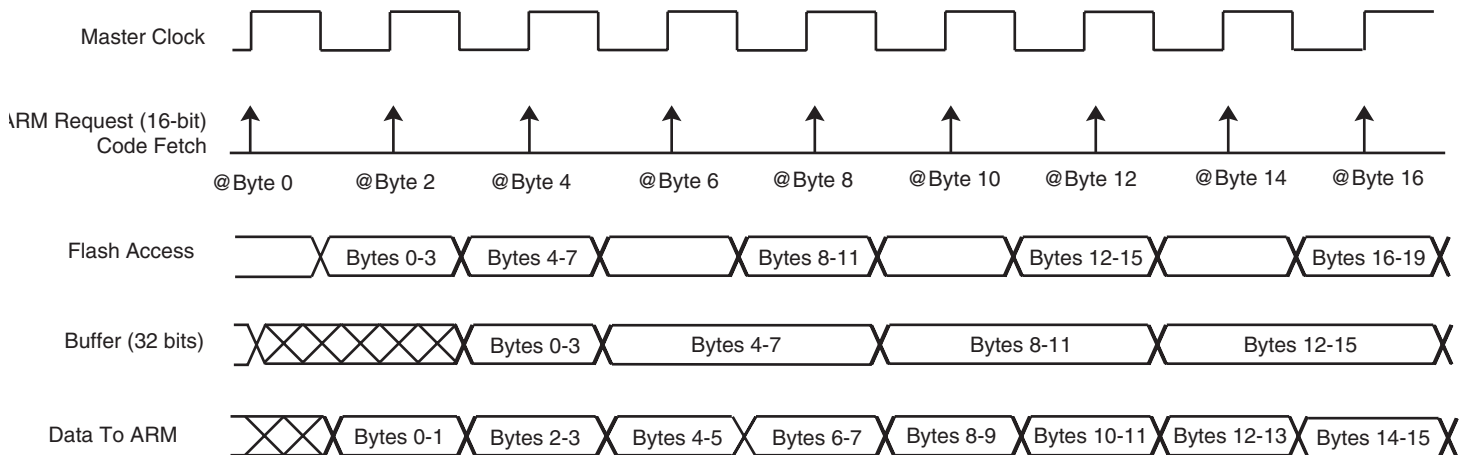 Master Clock
ARM Request (16-bit)
Code Fetch
@Byte 0 @Byte 2 @Byte 4 @Byte 6 @Byte 8 @Byte 10 @Byte 12 @Byte 14 @Byte 16
Flash Access Bytes 0-3 Bytes 4-7 Bytes 8-11 Bytes 12-15 Bytes 16-19
Buffer (32 bits) Bytes 0-3 Bytes 4-7 Bytes 8-11 Bytes 12-15
Data To ARM Bytes 0-1 Bytes 2-3 Bytes 4-5 Bytes 6-7 Bytes 8-9 Bytes 10-11 Bytes 12-13 Bytes 14-15